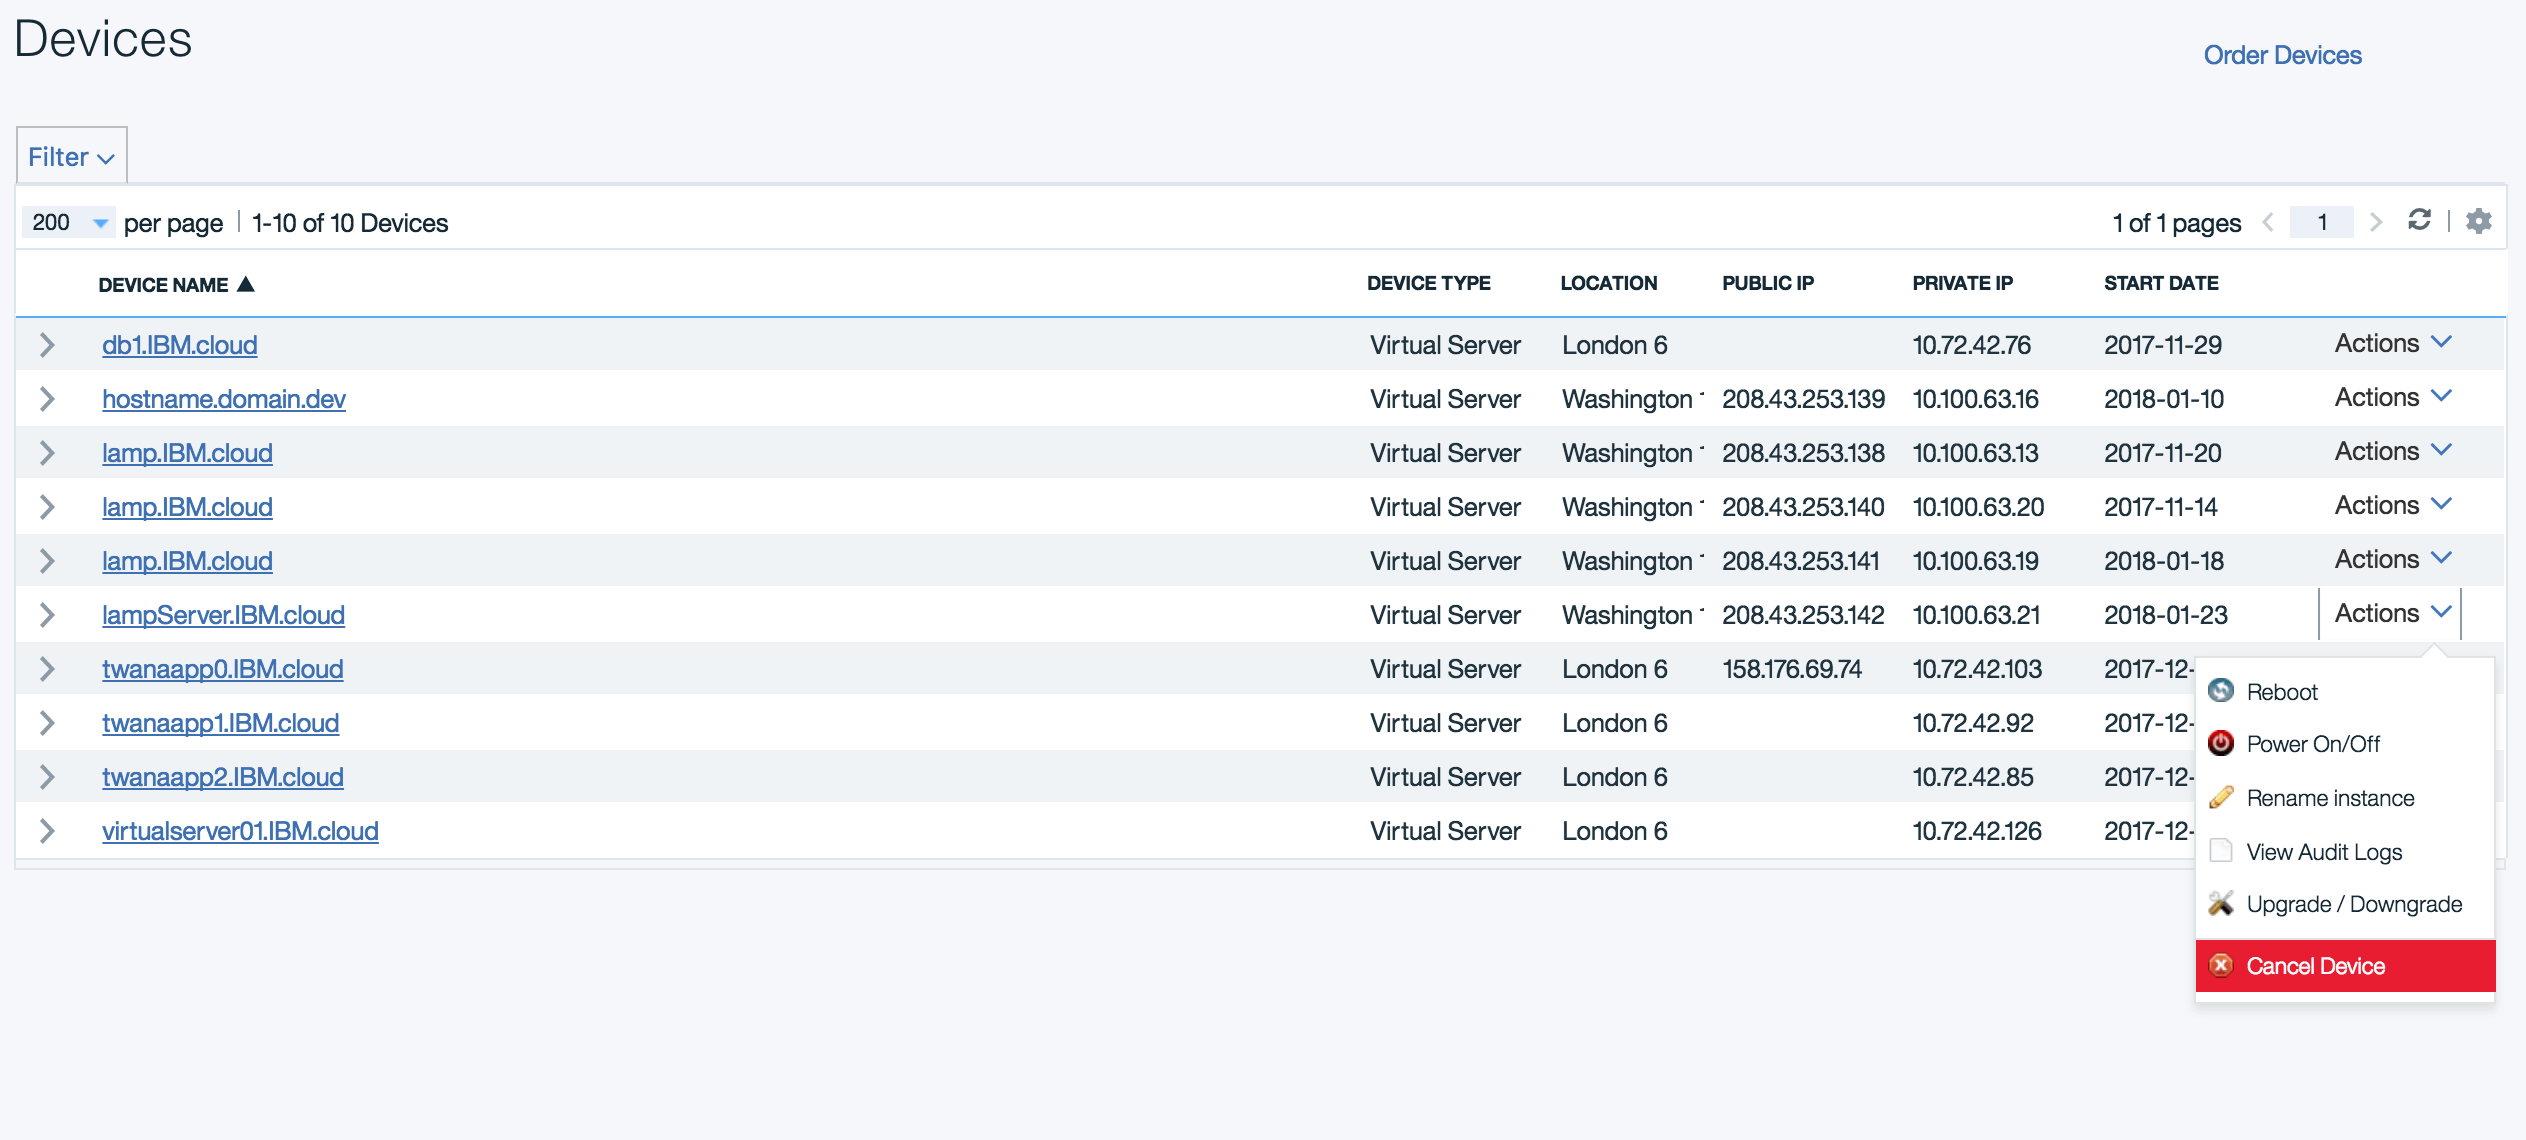 Devices
Order Devices
Filter
200 per page | 1-10 of 10 Devices 1 of 1 pages 1
DEVICE NAME ▲ DEVICE TYPE LOCATION PUBLIC IP PRIVATE IP START DATE
db1.IBM.cloud Virtual Server London 6 10.72.42.76 2017-11-29 Actions
hostname.domain.dev Virtual Server Washington 208.43.253.139 10.100.63.16 2018-01-10 Actions
lamp.IBM.cloud Virtual Server Washington 208.43.253.138 10.100.63.13 2017-11-20 Actions
lamp.IBM.cloud Virtual Server Washington 208.43.253.140 10.100.63.20 2017-11-14 Actions
lamp.IBM.cloud Virtual Server Washington 208.43.253.141 10.100.63.19 2018-01-18 Actions
lampServer.IBM.cloud Virtual Server Washington 208.43.253.142 10.100.63.21 2018-01-23 Actions
twanaapp0.IBM.cloud Virtual Server London 6 158.176.69.74 10.72.42.103 2017-12-
twanaapp1.IBM.cloud Virtual Server London 6 10.72.42.92 2017-12-
twanaapp2.IBM.cloud Virtual Server London 6 10.72.42.85 2017-12-
virtualserver01.IBM.cloud Virtual Server London 6 10.72.42.126 2017-12-
Reboot
Power On/Off
Rename instance
View Audit Logs
Upgrade / Downgrade
Cancel Device